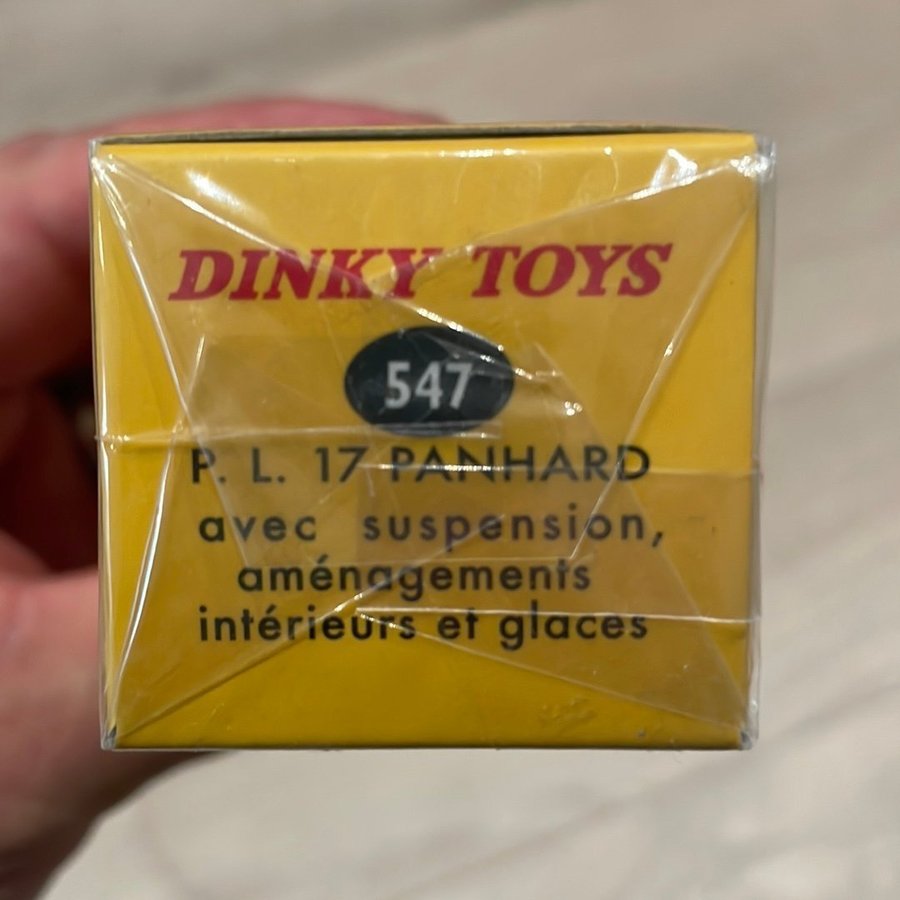 DINKY TOYS
547
P. L. 17 PANHARD
avec suspension,
aménagements
intérieurs et glaces